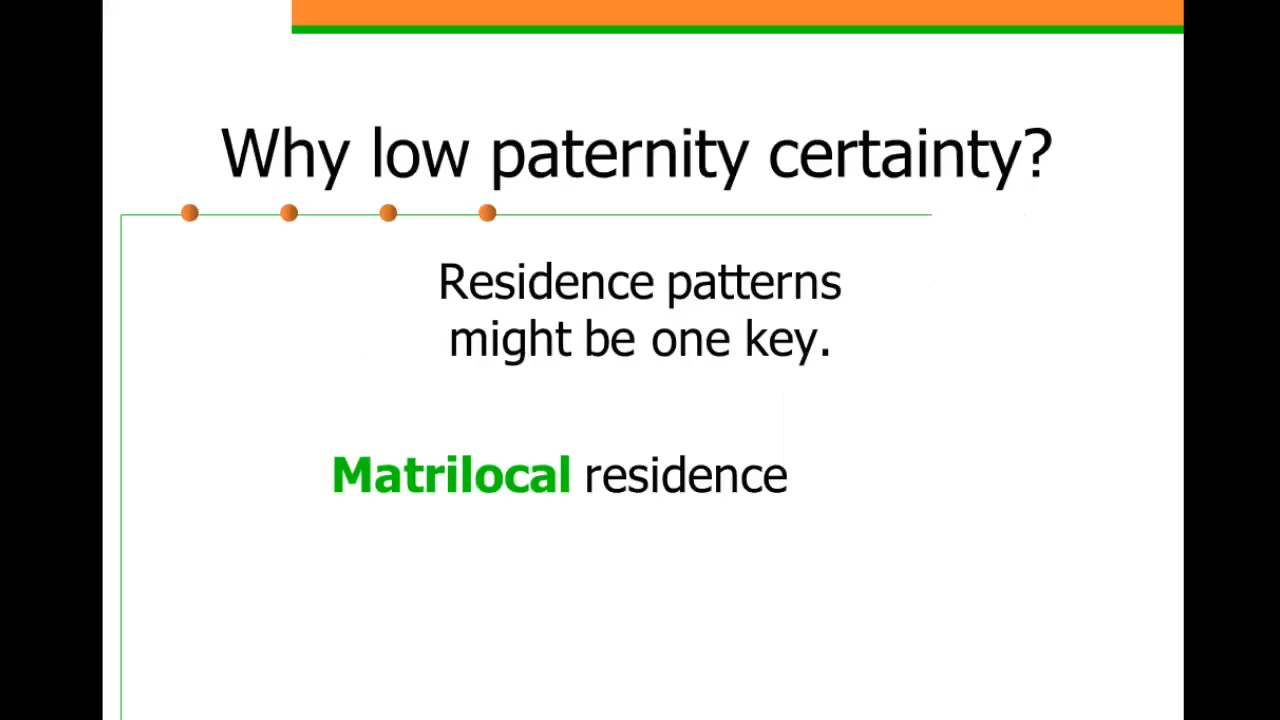 Why low paternity certainty?
Residence patterns
might be one key.
Matrilocal residence